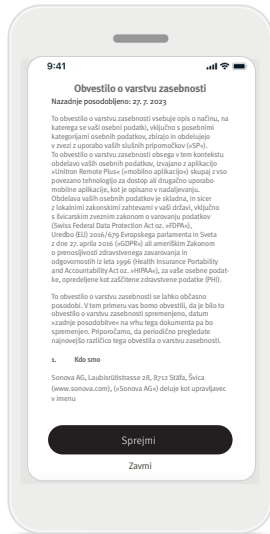 9:41
Obvestilo o varstvu zasebnosti
Nazadnje posodobljeno: 27. 7. 2023
To obvestilo o varstvu zasebnosti vsebuje opis o načinu, na
katerega se vaši osebni podatki, vključno s posebnimi
kategorijami osebnih podatkov, zbirajo in obdelujejo
v zvezi z uporabo vaših slušnih pripomočkov (»SP«).
To obvestilo o varstvu zasebnosti obsega v tem kontekstu
obdelavo vaših osebnih podatkov, izvajano z aplikacijo
»Unitron Remote Plus« (»mobilno aplikacijo«) skupaj z vso
povezano tehnologijo za dostop ali drugačno uporabo
mobilne aplikacije, kot je opisano v nadaljevanju.
Obdelava vaših osebnih podatkov je skladna, in sicer
z lokalnimi zakonskimi zahtevami v vaši državi, vključno
s švicarskim zveznim zakonom o varovanju podatkov
(Swiss Federal Data Protection Act oz. »FDPA«),
Uredbo (EU) 2016/679 Evropskega parlamenta in Sveta
z dne 27. aprila 2016 (»GDPR«) ali ameriškim Zakonom
o prenosljivosti zdravstvenega zavarovanja in
odgovornostih iz leta 1996 (Health Insurance Portability
and Accountability Act oz. »HIPAA«), za vaše osebne podat-
ke, opredeljene kot zaščitene zdravstvene podatke (PHI).
To obvestilo o varstvu zasebnosti se lahko občasno
posodobi. V tem primeru vas bomo obvestili, da je bilo to
obvestilo o varstvu zasebnosti spremenjeno, datum
»zadnje posodobitve« na vrhu tega dokumenta pa bo
spremenjen. Priporočamo, da periodično pregledate
najnovejšo različico tega obvestila o varstvu zasebnosti.
1. Kdo smo
Sonova AG, Laubisrütistrasse 28, 8712 Stäfa, Švica
(www.sonova.com), (»Sonova AG«) deluje kot upravljavec
v imenu
Sprejmi
Zavrni